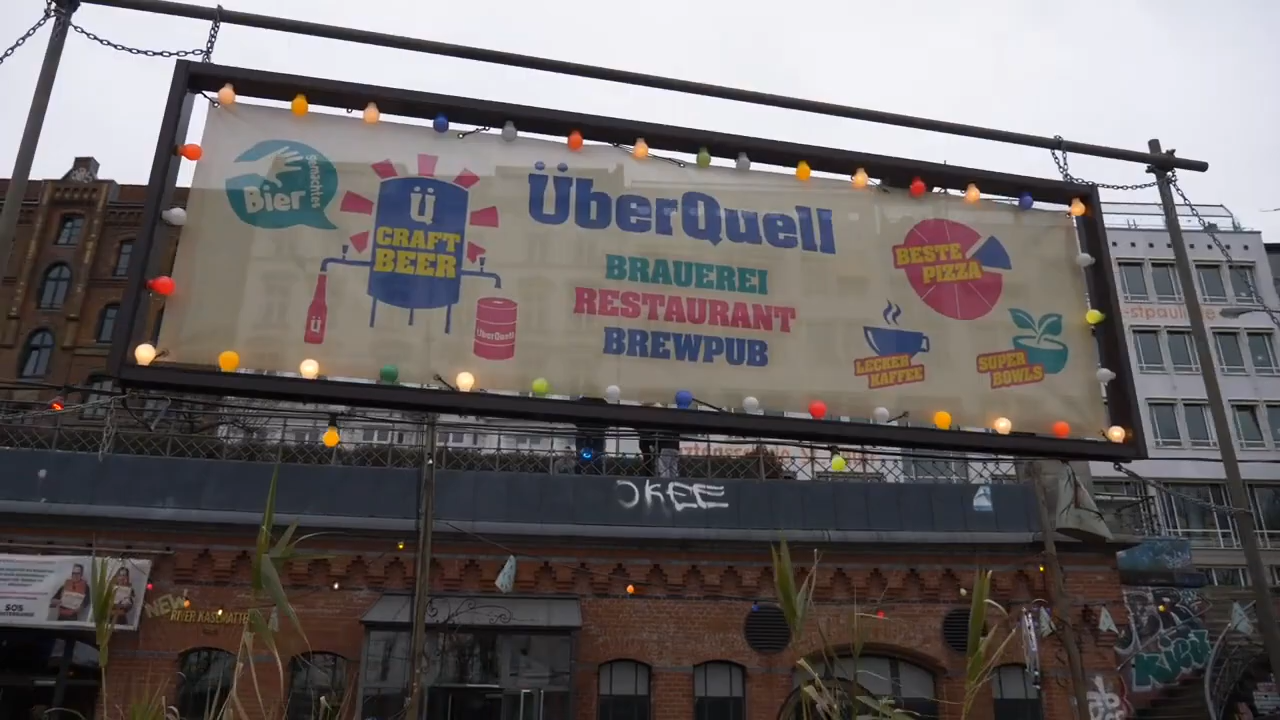 Bier
gemachtes
ü
CRAFT
BEER
ü
ÜberQuell
ÜberQuell
BRAUEREI
RESTAURANT
BREWPUB
BESTE
PIZZA
LECKER
KAFFEE
SUPER
BOWLS
-stpauli
OKEE
NEW
RIVER KASEMATTEN
SOS